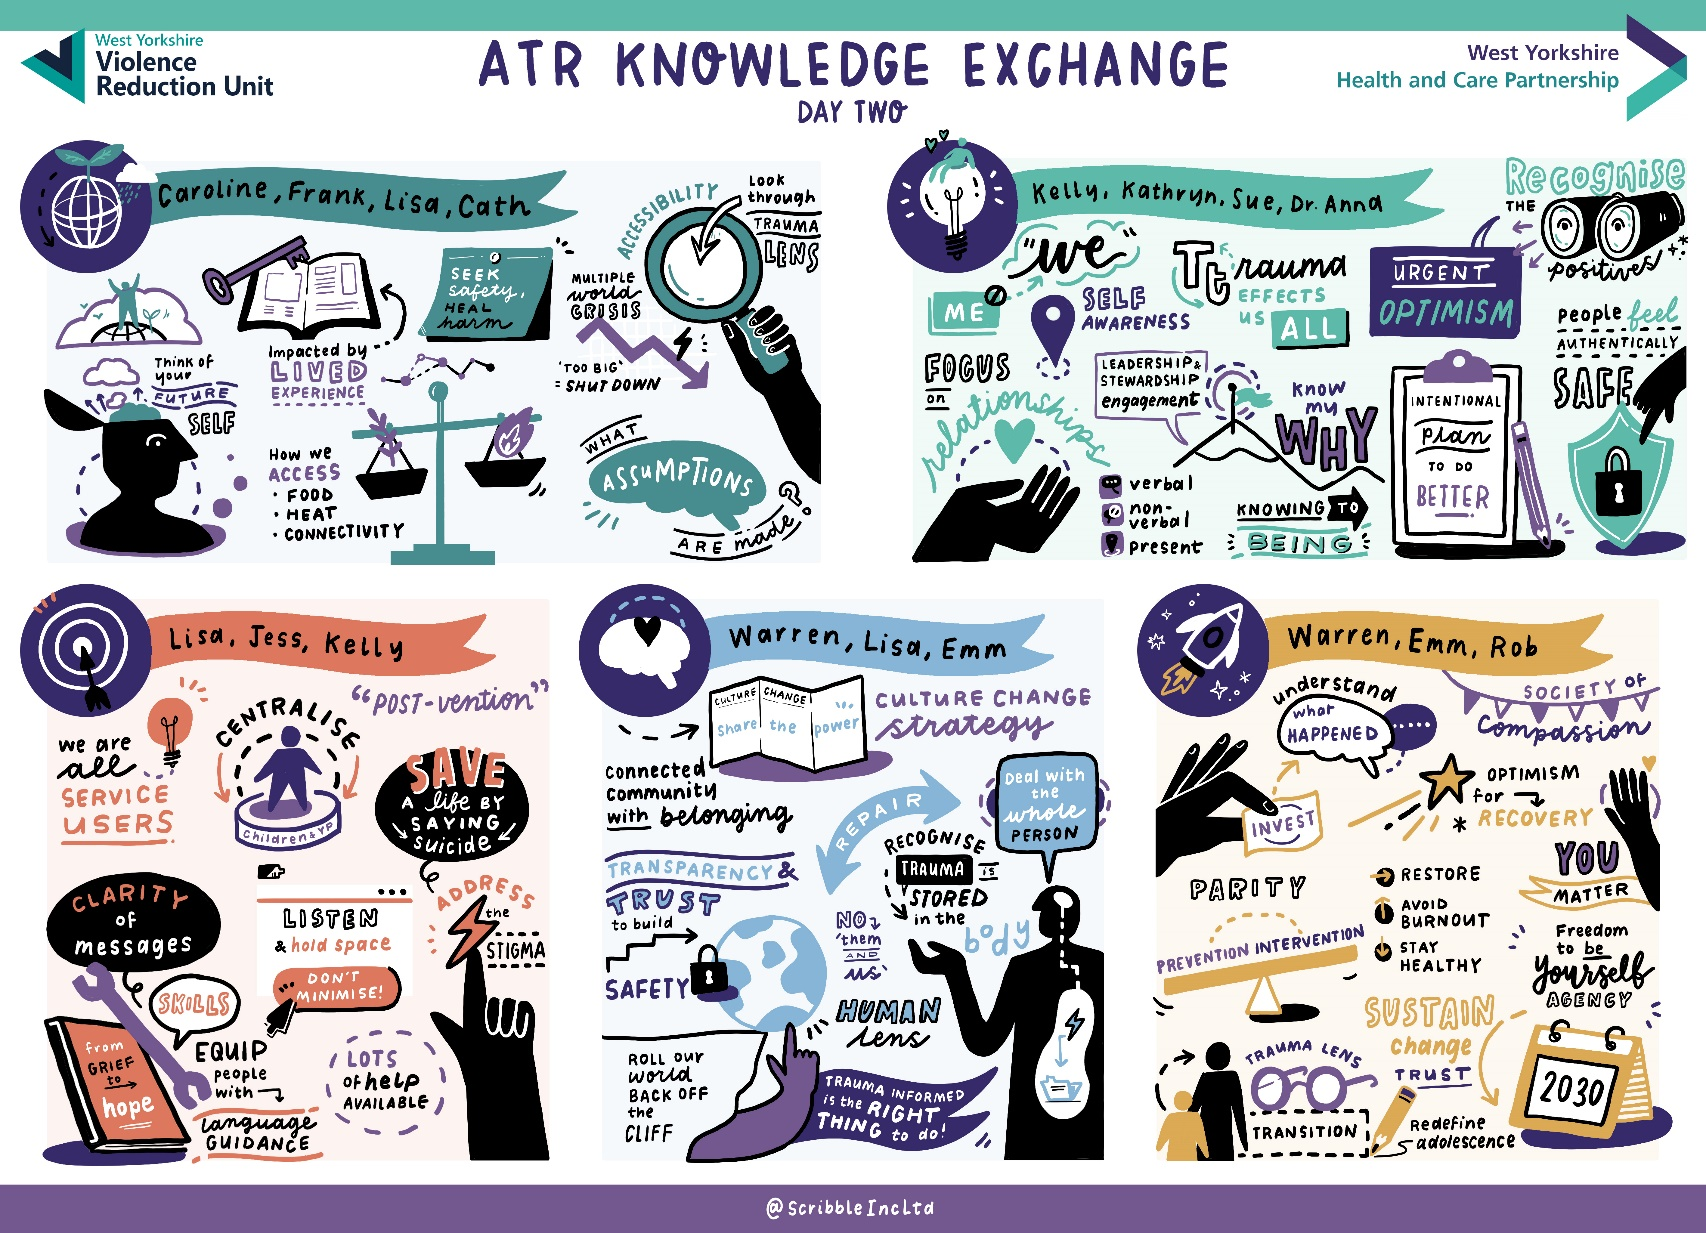 West Yorkshire
Violence
Reduction Unit
ATR KNOWLEDGE EXCHANGE
DAY TWO
West Yorkshire
Health and Care Partnership
Caroline, Frank, Lisa, Cath
Impacted by
LIVED
EXPERIENCE
SEEK
safety,
HEAL
harm
ACCESSIBILITY
Look
through
TRAUMA
LENS
MULTIPLE
world
CRISIS
'TOO BIG'
= SHUT DOWN
Think of
your
FUTURE
SELF
How we
ACCESS
• FOOD
• HEAT
• CONNECTIVITY
WHAT
ASSUMPTIONS
ARE made?
Kelly, Kathryn, Sue, Dr. Anna
"we"
ME
SELF
AWARENESS
Trauma
EFFECTS
US ALL
URGENT
OPTIMISM
Recognise
THE
positives
People feel
AUTHENTICALLY
SAFE
FOCUS
on
relationships
LEADERSHIP &
STEWARDSHIP
engagement
KNOW
my
WHY
verbal
non-
verbal
present
KNOWING TO
BEING
INTENTIONAL
plan
TO DO
BETTER
Lisa, Jess, Kelly
"POST-vention"
we are
all
SERVICE
USERS
CENTRALISE
Children & YP
SAVE
A life BY
SAYING
suicide
CLARITY
of
messages
LISTEN
& hold space
DON'T
MINIMISE!
ADDRESS
the
STIGMA
SKILLS
from
GRIEF
to
hope
EQUIP
people
with
language
GUIDANCE
LOTS
OF help
AVAILABLE
Warren, Lisa, Emm
CULTURE CHANGE
share the power
CULTURE CHANGE
strategy
Connected
community
with belonging
REPAIR
Deal with
the
whole
PERSON
TRANSPARENCY &
TRUST
to build
SAFETY
RECOGNISE
TRAUMA is
STORED
in the
body
NO
'them
AND
us'
HUMAN
lens
ROLL OUR
world
BACK OFF
the
CLIFF
TRAUMA INFORMED
is the RIGHT
THING to do!
Warren, Emm, Rob
understand
what
HAPPENED
SOCIETY OF
Compassion
INVEST
OPTIMISM
for
* RECOVERY
PARITY
PREVENTION INTERVENTION
RESTORE
AVOID
BURNOUT
STAY
HEALTHY
YOU
MATTER
Freedom
to be
yourself
AGENCY
SUSTAIN
change
TRUST
TRAUMA LENS
TRANSITION
Redefine
adolescence
2030
@ScribbleIncLtd